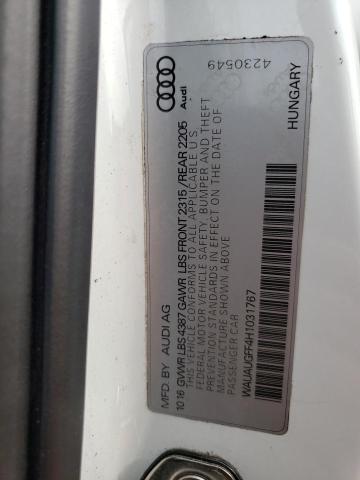 4230549
Audi
HUNGARY
MFD. BY AUDI AG
10 16 GVWR LBS 4387 GAWR LBS FRONT 2315 / REAR 2205
THIS VEHICLE CONFORMS TO ALL APPLICABLE U.S.
FEDERAL MOTOR VEHICLE SAFETY, BUMPER AND THEFT
PREVENTION STANDARDS IN EFFECT ON THE DATE OF
MANUFACTURE SHOWN ABOVE
PASSENGER CAR
WAUAUGFF4H1031767